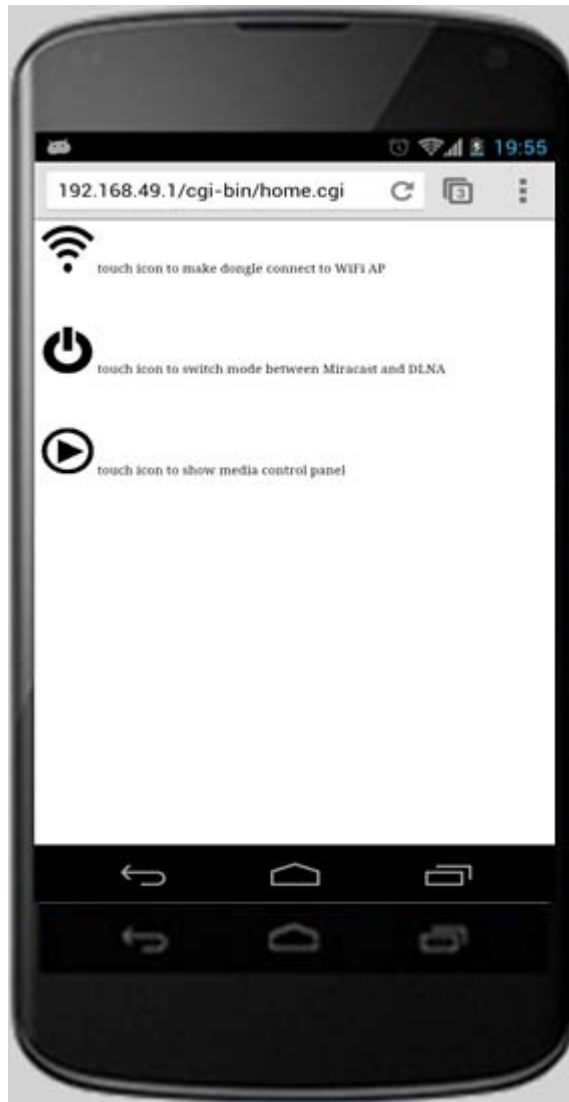 19:55
192.168.49.1/cgi-bin/home.cgi
3
touch icon to make dongle connect to WiFi AP
touch icon to switch mode between Miracast and DLNA
touch icon to show media control panel